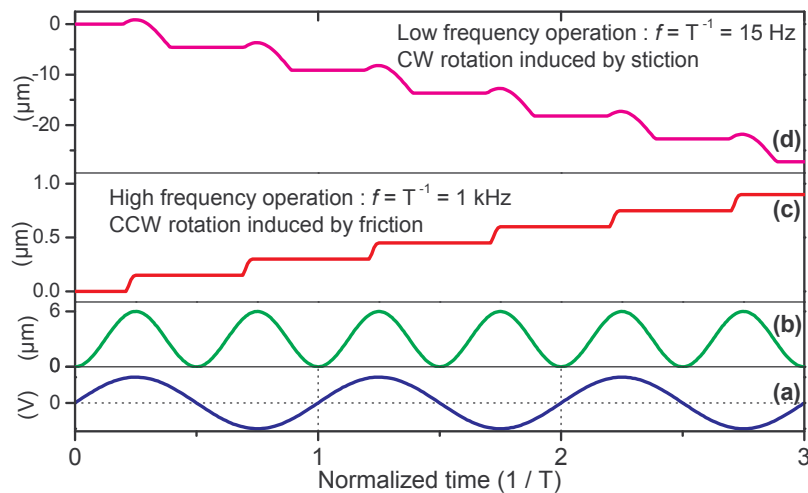 0
-10
-20
(µm)
Low frequency operation : f = T⁻¹ = 15 Hz
CW rotation induced by stiction
(d)
1.0
0.5
0.0
(µm)
High frequency operation : f = T⁻¹ = 1 kHz
CCW rotation induced by friction
(c)
6
0
(µm)
(b)
0
(V)
(a)
0 1 2 3
Normalized time (1 / T)